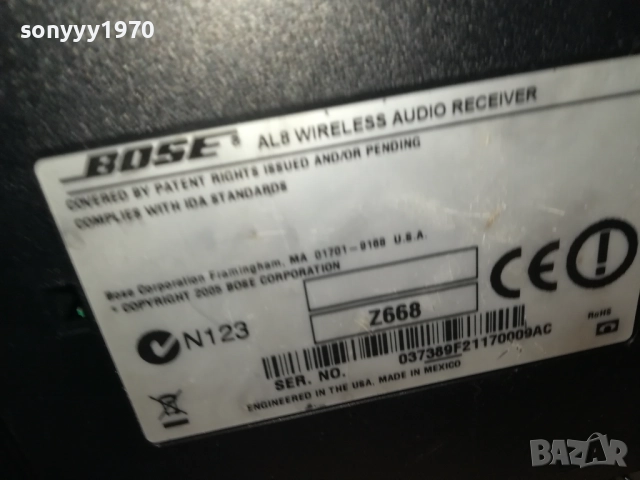 sonyyy1970
BOSE® AL8 WIRELESS AUDIO RECEIVER
COVERED BY PATENT RIGHTS ISSUED AND/OR PENDING
COMPLIES WITH IDA STANDARDS
Bose Corporation Framingham, MA 01701-9168 U.S.A.
© COPYRIGHT 2005 BOSE CORPORATION
N123
Z668
CE
RoHS
SER. NO. 037389F21170009AC
ENGINEERED IN THE USA. MADE IN MEXICO
BAZAR